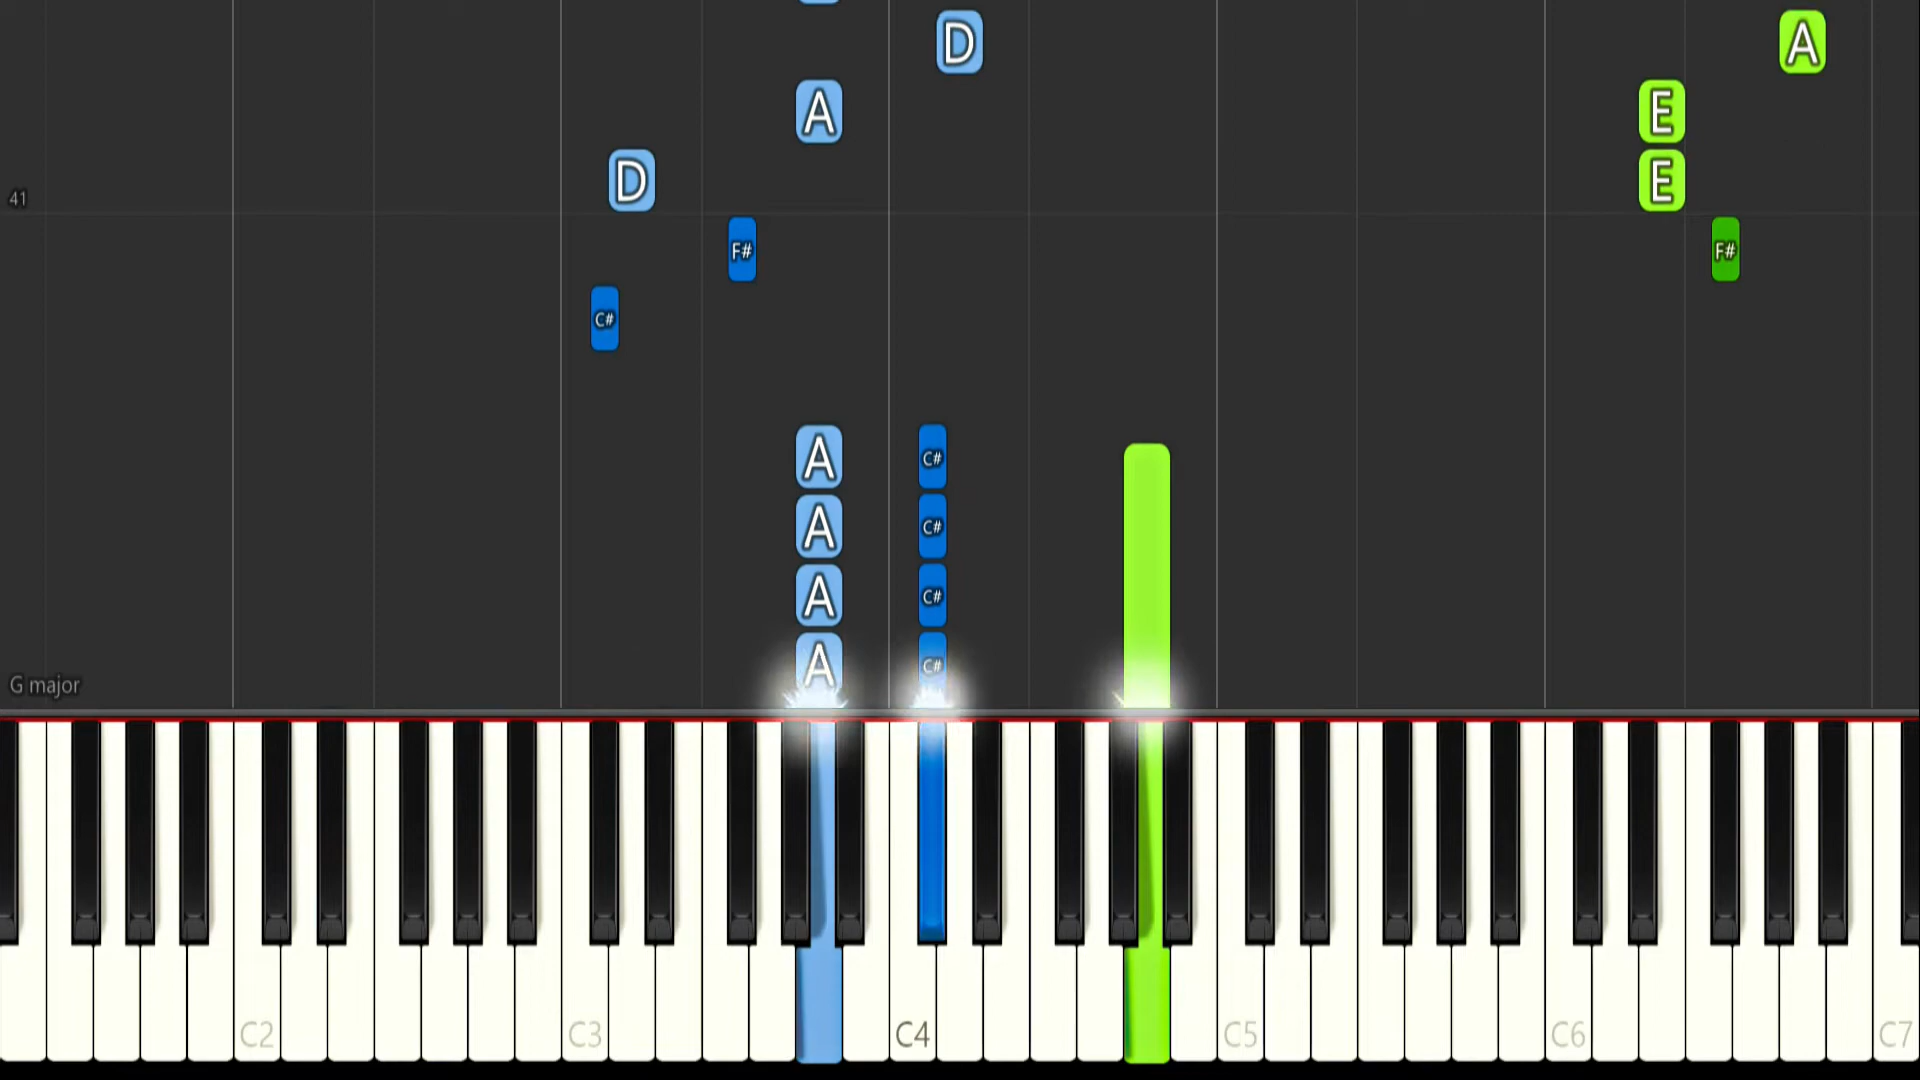 D A
A E
D E
41
F# F#
C#
A C#
A C#
A C#
A C#
G major
C2 C3 C4 C5 C6 C7